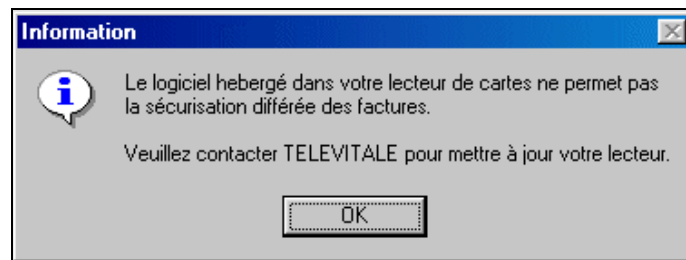 Information
Le logiciel hebergé dans votre lecteur de cartes ne permet pas
la sécurisation différée des factures.
Veuillez contacter TELEVITALE pour mettre à jour votre lecteur.
OK